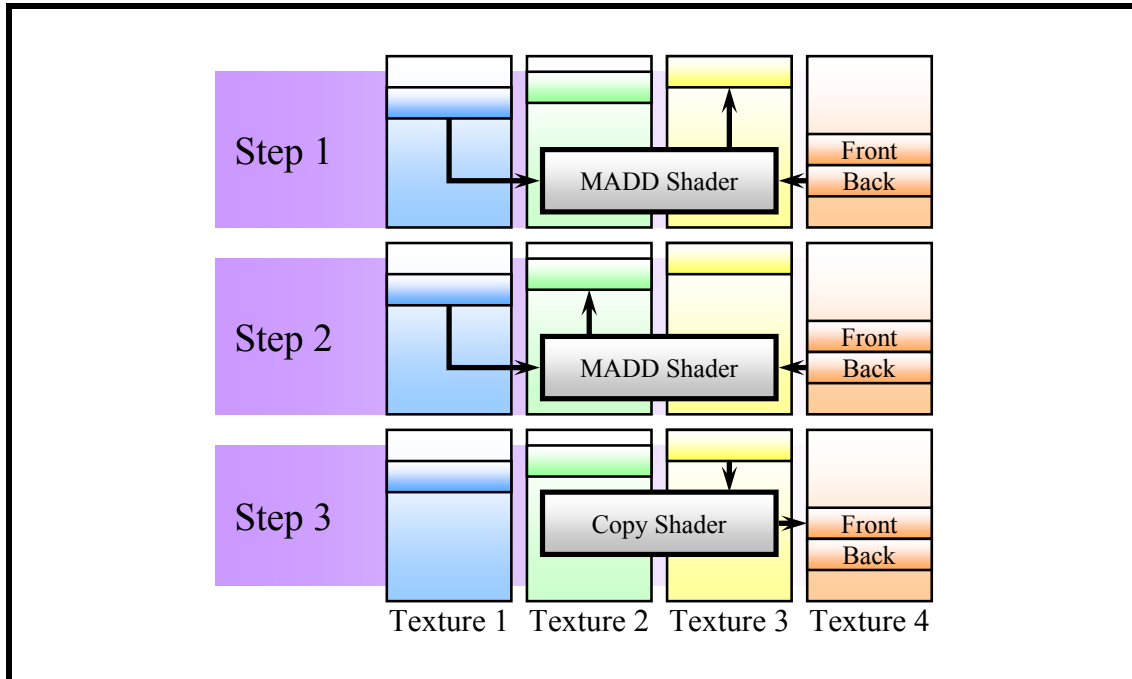 Step 1
MADD Shader
Front
Back
Step 2
MADD Shader
Front
Back
Step 3
Copy Shader
Front
Back
Texture 1 Texture 2 Texture 3 Texture 4